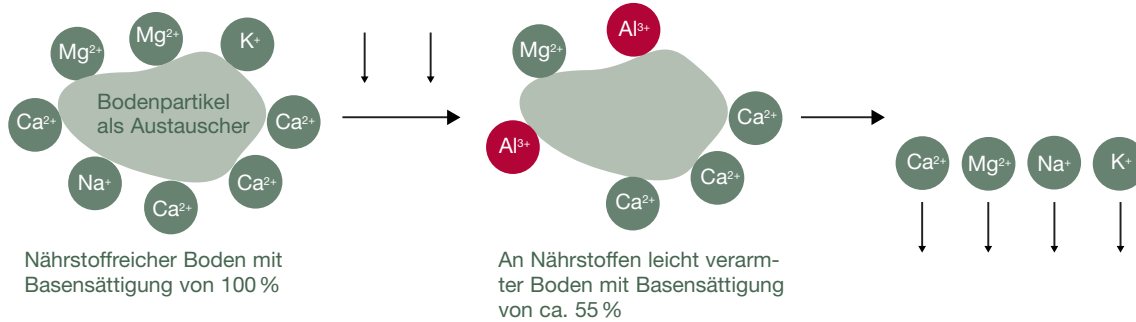 Mg²⁺
Mg²⁺
K⁺
Ca²⁺
Bodenpartikel
als Austauscher
Ca²⁺
Na⁺
Ca²⁺
Ca²⁺
Nährstoffreicher Boden mit
Basensättigung von 100 %
Mg²⁺
Al³⁺
Ca²⁺
Al³⁺
Ca²⁺
Ca²⁺
An Nährstoffen leicht verarm-
ter Boden mit Basensättigung
von ca. 55 %
Ca²⁺
Mg²⁺
Na⁺
K⁺